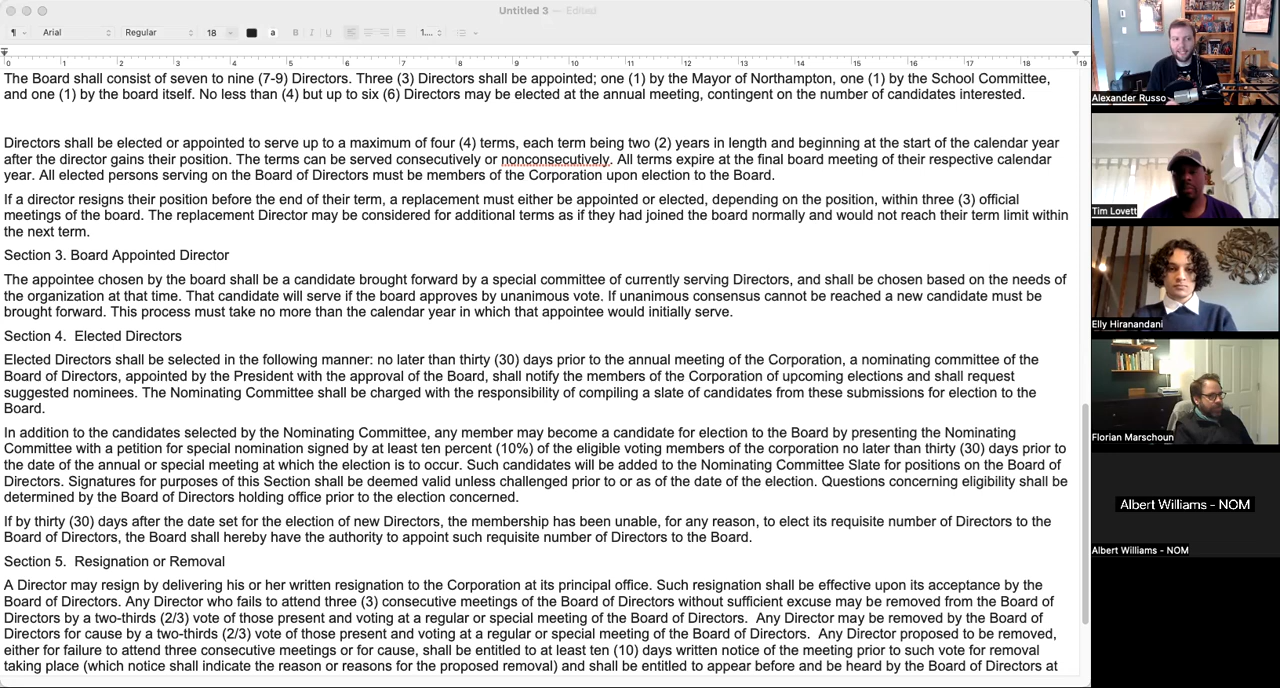 Untitled 3 — Edited
¶ Arial Regular 18 a B I U 1....
0 1 2 3 4 5 6 7 8 9 10 11 12 13 14 15 16 17 18 19
The Board shall consist of seven to nine (7-9) Directors. Three (3) Directors shall be appointed; one (1) by the Mayor of Northampton, one (1) by the School Committee,
and one (1) by the board itself. No less than (4) but up to six (6) Directors may be elected at the annual meeting, contingent on the number of candidates interested.
Directors shall be elected or appointed to serve up to a maximum of four (4) terms, each term being two (2) years in length and beginning at the start of the calendar year
after the director gains their position. The terms can be served consecutively or nonconsecutively. All terms expire at the final board meeting of their respective calendar
year. All elected persons serving on the Board of Directors must be members of the Corporation upon election to the Board.
If a director resigns their position before the end of their term, a replacement must either be appointed or elected, depending on the position, within three (3) official
meetings of the board. The replacement Director may be considered for additional terms as if they had joined the board normally and would not reach their term limit within
the next term.
Section 3. Board Appointed Director
The appointee chosen by the board shall be a candidate brought forward by s special committee of currently serving Directors, and shall be chosen based on the needs of
the organization at that time. That candidate will serve if the board approves by unanimous vote. If unanimous consensus cannot be reached a new candidate must be
brought forward. This process must take no more than the calendar year in which that appointee would initially serve.
Section 4.  Elected Directors
Elected Directors shall be selected in the following manner: no later than thirty (30) days prior to the annual meeting of the Corporation, a nominating committee of the
Board of Directors, appointed by the President with the approval of the Board, shall notify the members of the Corporation of upcoming elections and shall request
suggested nominees. The Nominating Committee shall be charged with the responsibility of compiling a slate of candidates from these submissions for election to the
Board.
In addition to the candidates selected by the Nominating Committee, any member may become a candidate for election to the Board by presenting the Nominating
Committee with a petition for special nomination signed by at least ten percent (10%) of the eligible voting members of the corporation no later than thirty (30) days prior to
the date of the annual or special meeting at which the election is to occur. Such candidates will be added to the Nominating Committee Slate for positions on the Board of
Directors. Signatures for purposes of this Section shall be deemed valid unless challenged prior to or as of the date of the election. Questions concerning eligibility shall be
determined by the Board of Directors holding office prior to the election concerned.
If by thirty (30) days after the date set for the election of new Directors, the membership has been unable, for any reason, to elect its requisite number of Directors to the
Board of Directors, the Board shall hereby have the authority to appoint such requisite number of Directors to the Board.
Section 5.  Resignation or Removal
A Director may resign by delivering his or her written resignation to the Corporation at its principal office. Such resignation shall be effective upon its acceptance by the
Board of Directors. Any Director who fails to attend three (3) consecutive meetings of the Board of Directors without sufficient excuse may be removed from the Board of
Directors by a two-thirds (2/3) vote of those present and voting at a regular or special meeting of the Board of Directors.  Any Director may be removed by the Board of
Directors for cause by a two-thirds (2/3) vote of those present and voting at a regular or special meeting of the Board of Directors.  Any Director proposed to be removed,
either for failure to attend three consecutive meetings or for cause, shall be entitled to at least ten (10) days written notice of the meeting prior to such vote for removal
taking place (which notice shall indicate the reason or reasons for the proposed removal) and shall be entitled to appear before and be heard by the Board of Directors at
Alexander Russo
Tim Lovett
Elly Hiranandani
Florian Marschoun
Albert Williams - NOM
Albert Williams - NOM